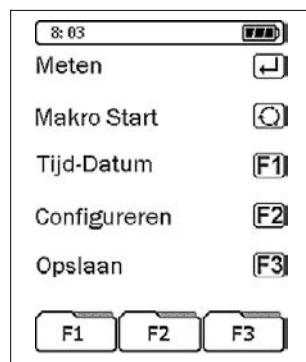 8:03
Meten
Makro Start
Tijd-Datum F1
Configureren F2
Opslaan F3
F1 F2 F3